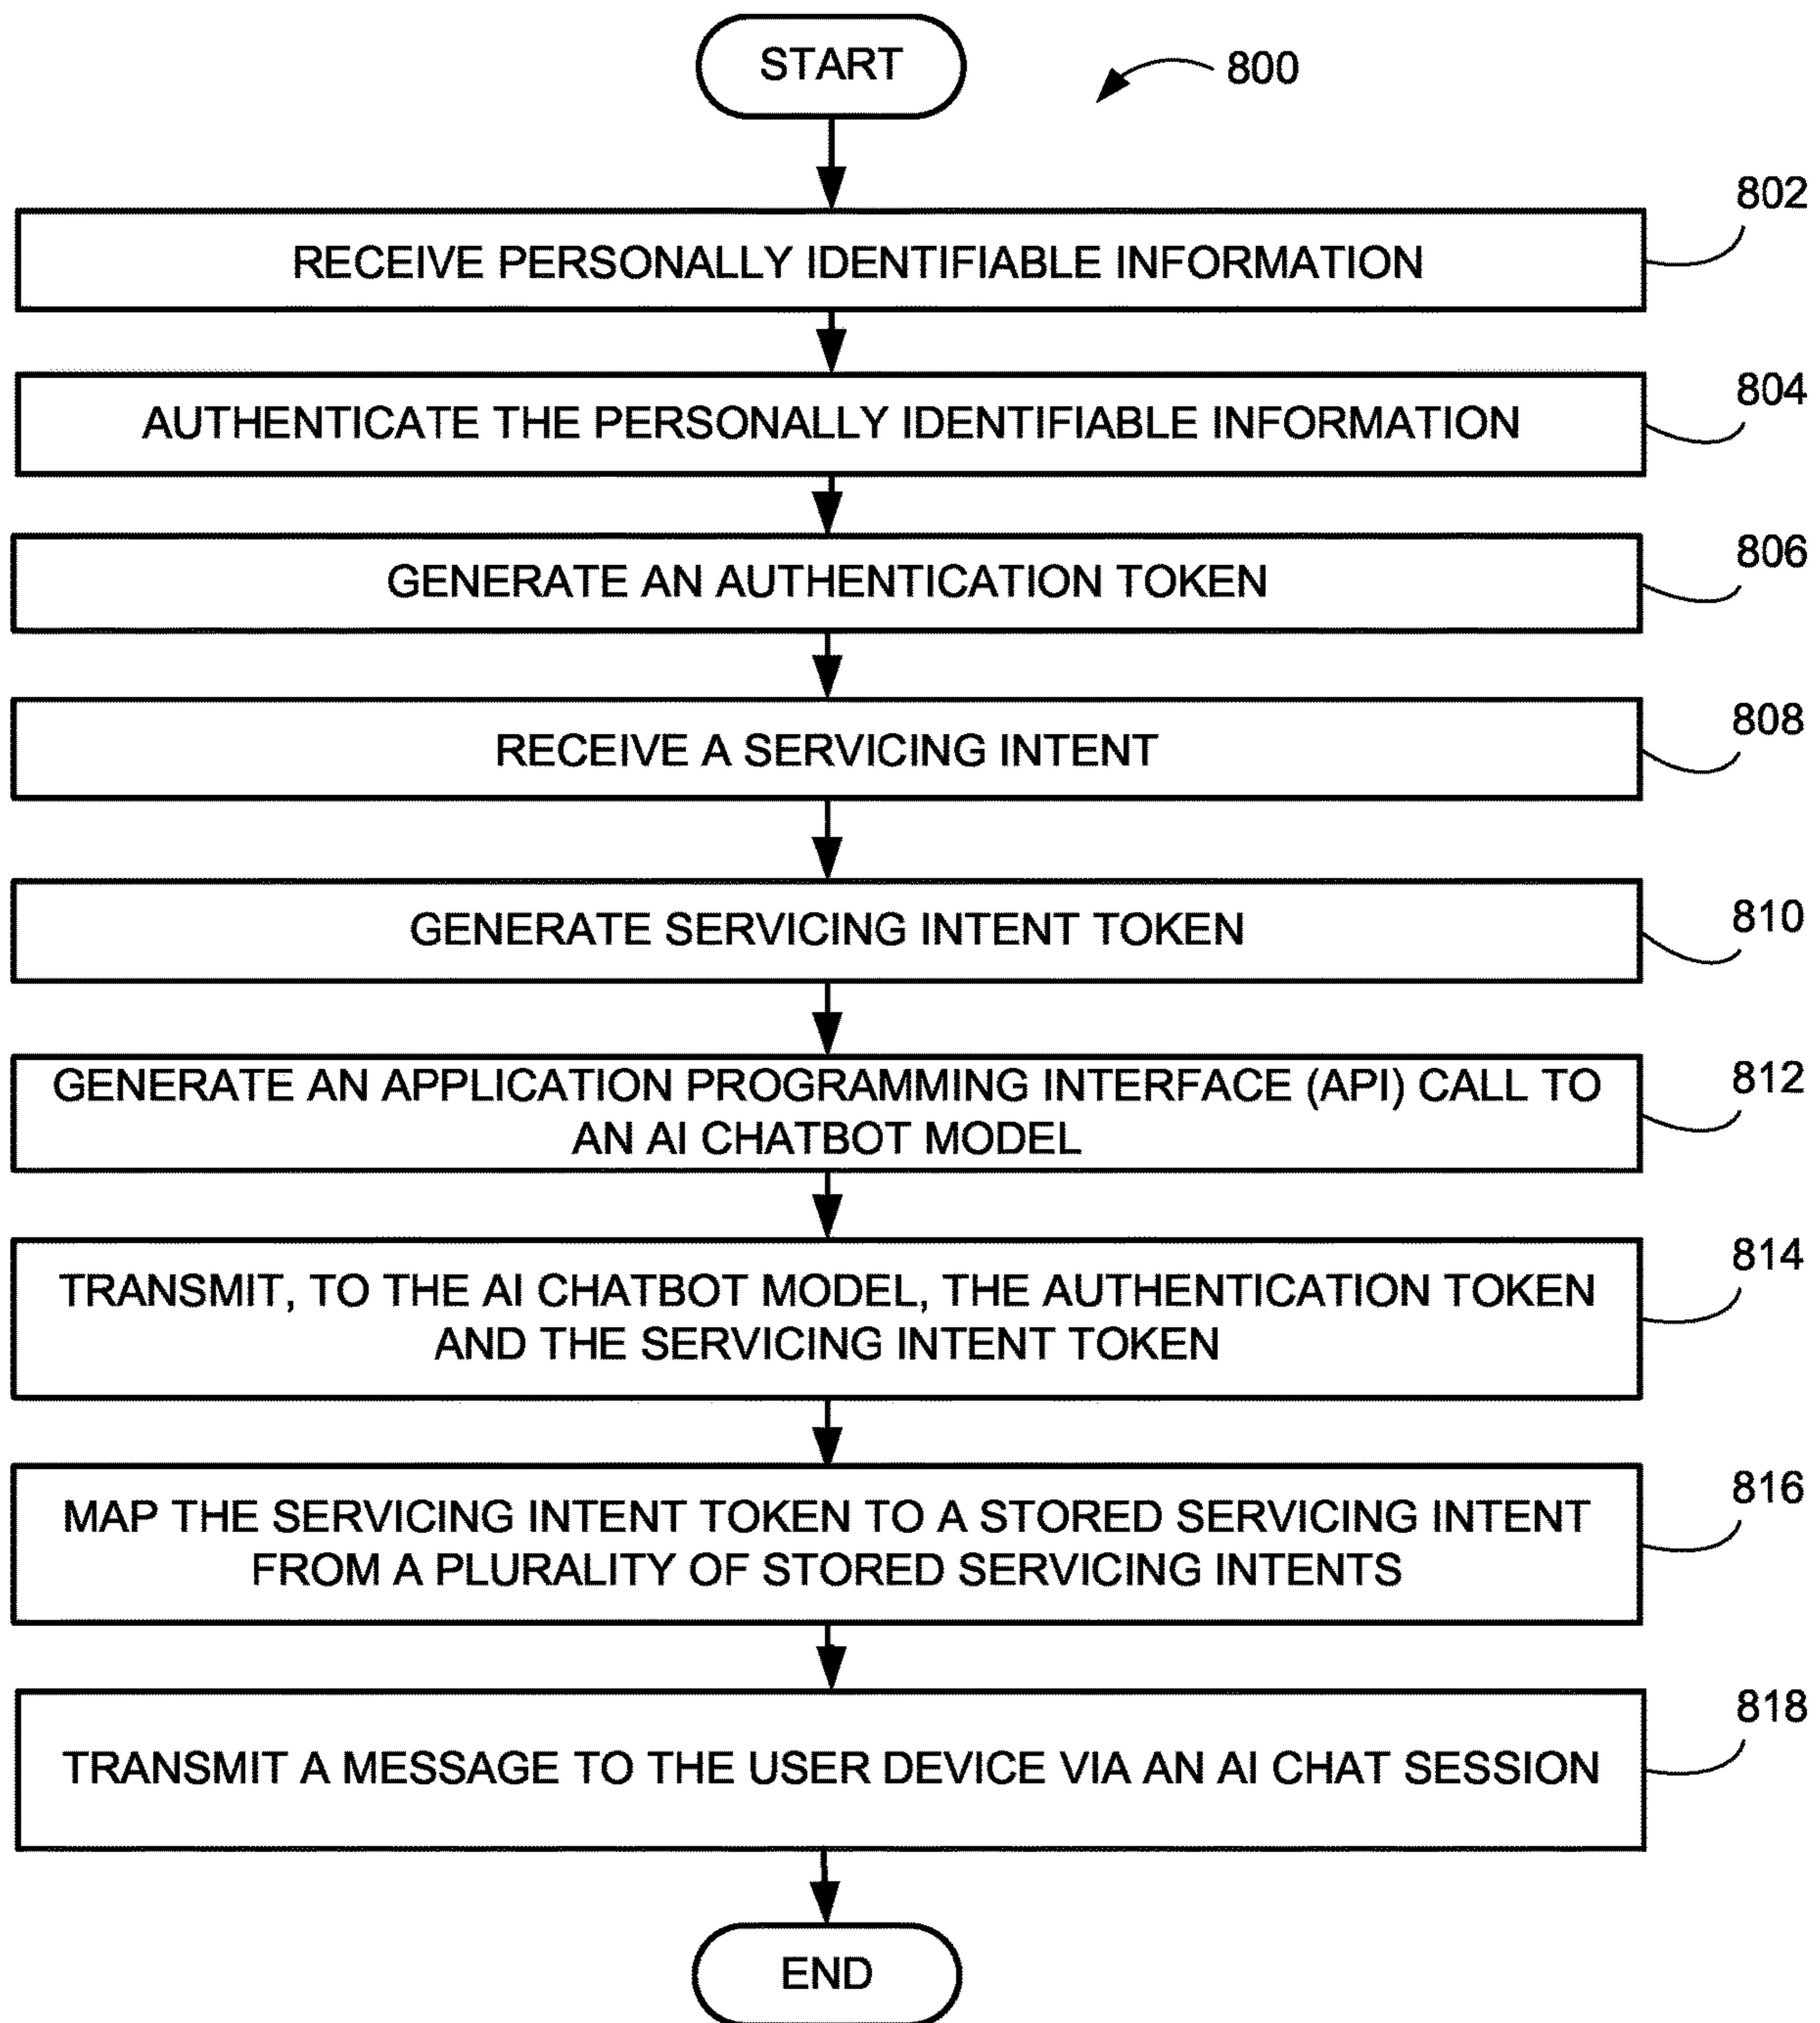 START
800
802
RECEIVE PERSONALLY IDENTIFIABLE INFORMATION
804
AUTHENTICATE THE PERSONALLY IDENTIFIABLE INFORMATION
806
GENERATE AN AUTHENTICATION TOKEN
808
RECEIVE A SERVICING INTENT
810
GENERATE SERVICING INTENT TOKEN
812
GENERATE AN APPLICATION PROGRAMMING INTERFACE (API) CALL TO
AN AI CHATBOT MODEL
814
TRANSMIT, TO THE AI CHATBOT MODEL, THE AUTHENTICATION TOKEN
AND THE SERVICING INTENT TOKEN
816
MAP THE SERVICING INTENT TOKEN TO A STORED SERVICING INTENT
FROM A PLURALITY OF STORED SERVICING INTENTS
818
TRANSMIT A MESSAGE TO THE USER DEVICE VIA AN AI CHAT SESSION
END